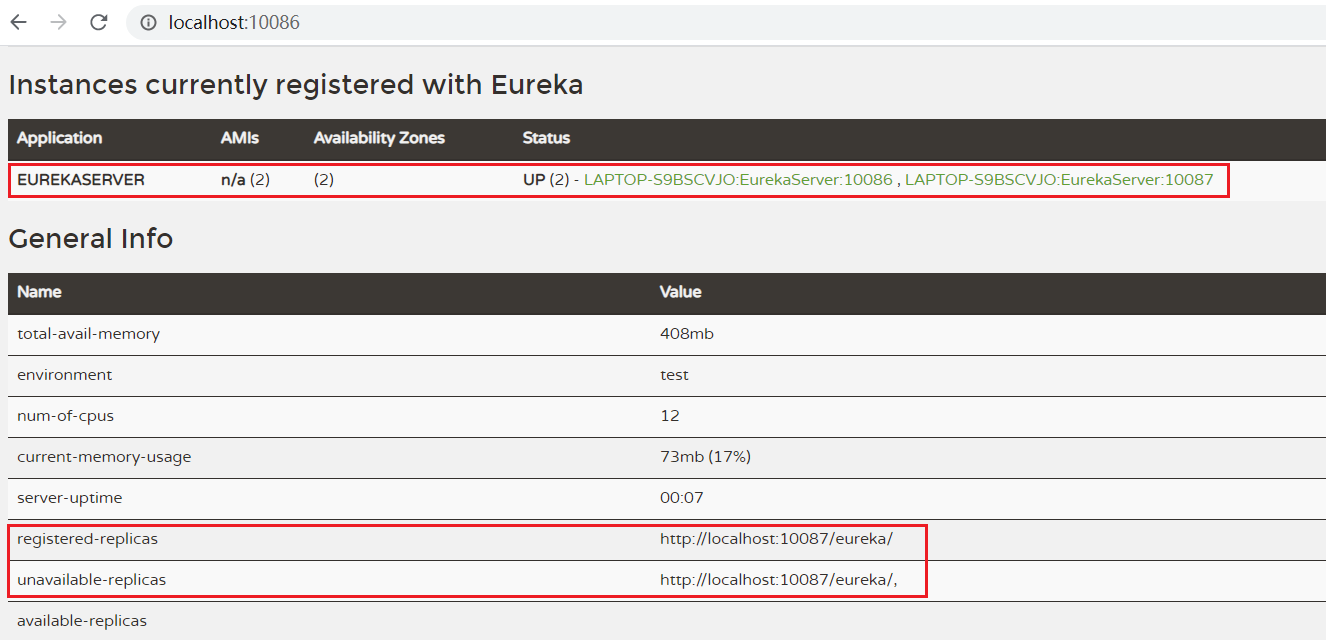 localhost:10086
Instances currently registered with Eureka
Application AMIs Availability Zones Status
EUREKASERVER n/a (2) (2) UP (2) - LAPTOP-S9BSCVJO:EurekaServer:10086 , LAPTOP-S9BSCVJO:EurekaServer:10087
General Info
Name Value
total-avail-memory 408mb
environment test
num-of-cpus 12
current-memory-usage 73mb (17%)
server-uptime 00:07
registered-replicas http://localhost:10087/eureka/
unavailable-replicas http://localhost:10087/eureka/,
available-replicas